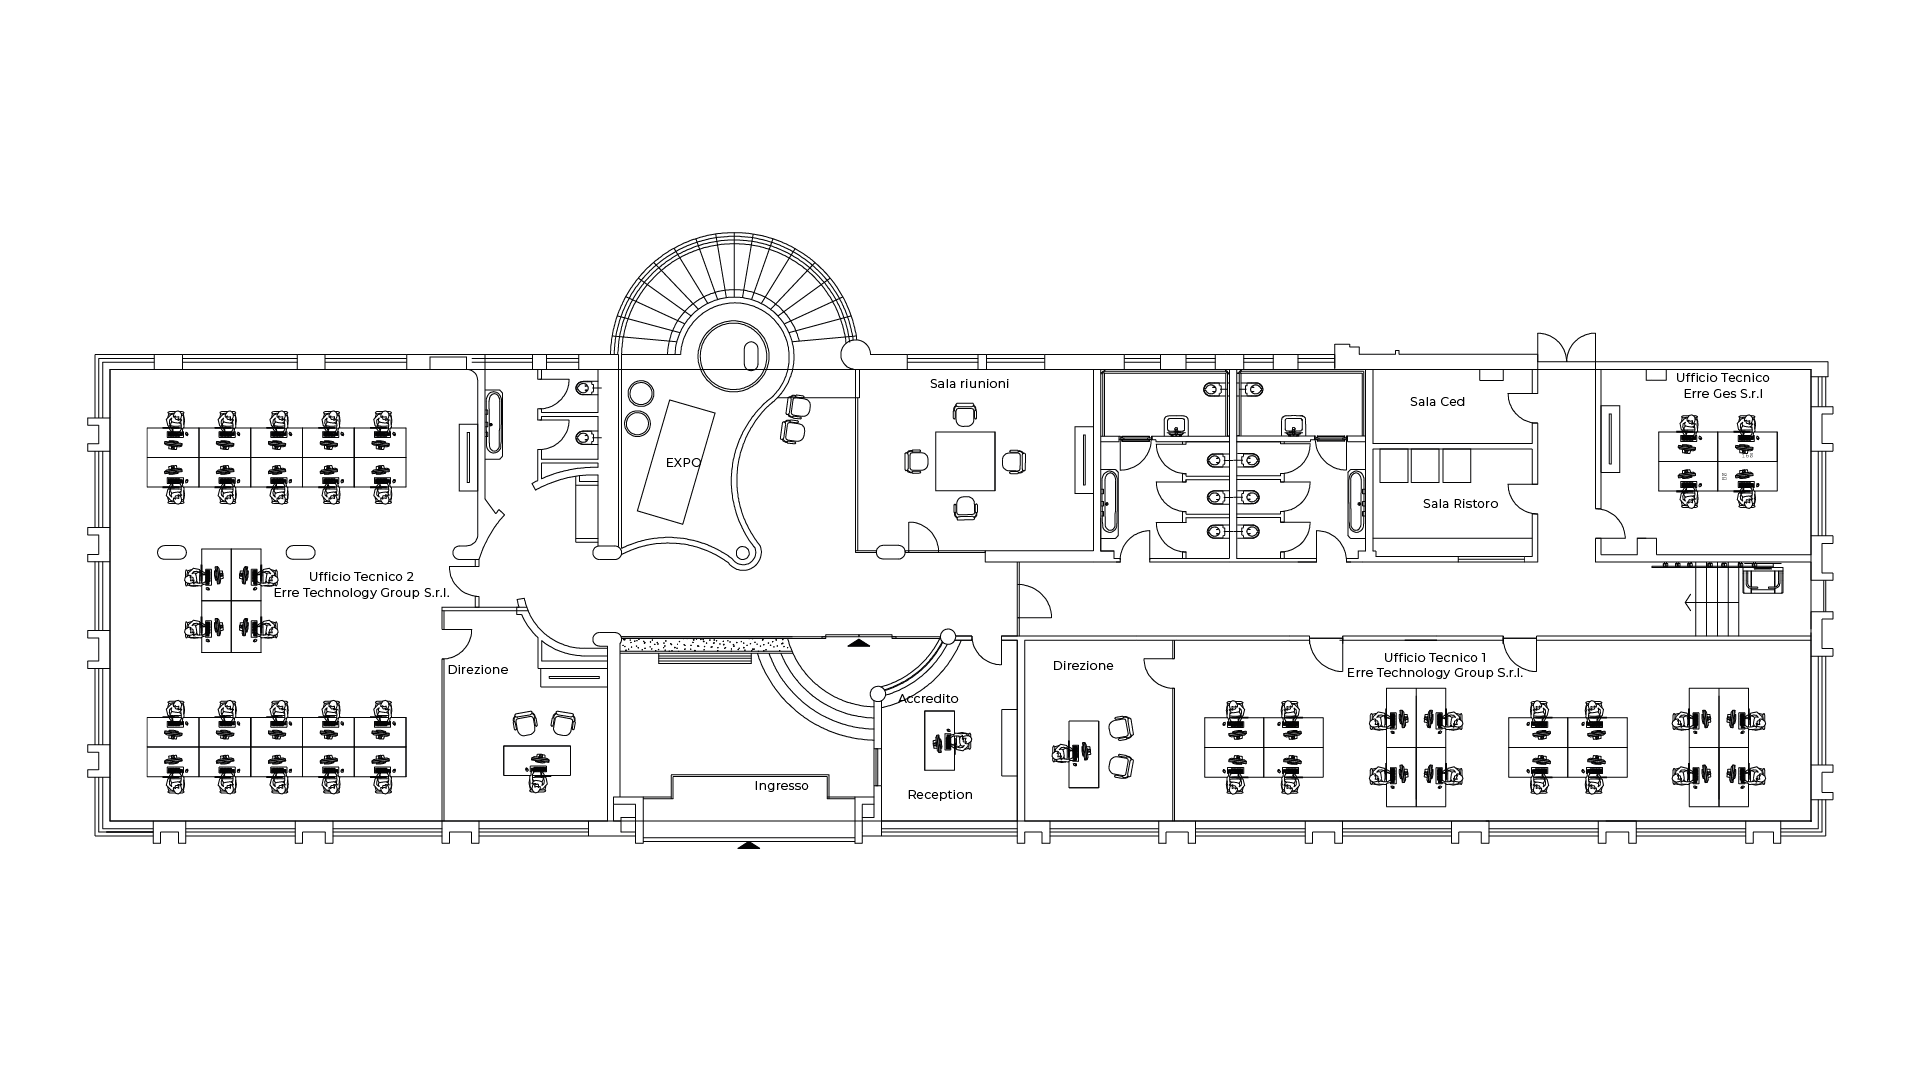 Sala riunioni
Sala Ced
Ufficio Tecnico
Erre Ges S.r.l
EXPO
Sala Ristoro
Ufficio Tecnico 2
Erre Technology Group S.r.l.
Direzione
Direzione
Ufficio Tecnico 1
Erre Technology Group S.r.l.
Accredito
Ingresso
Reception